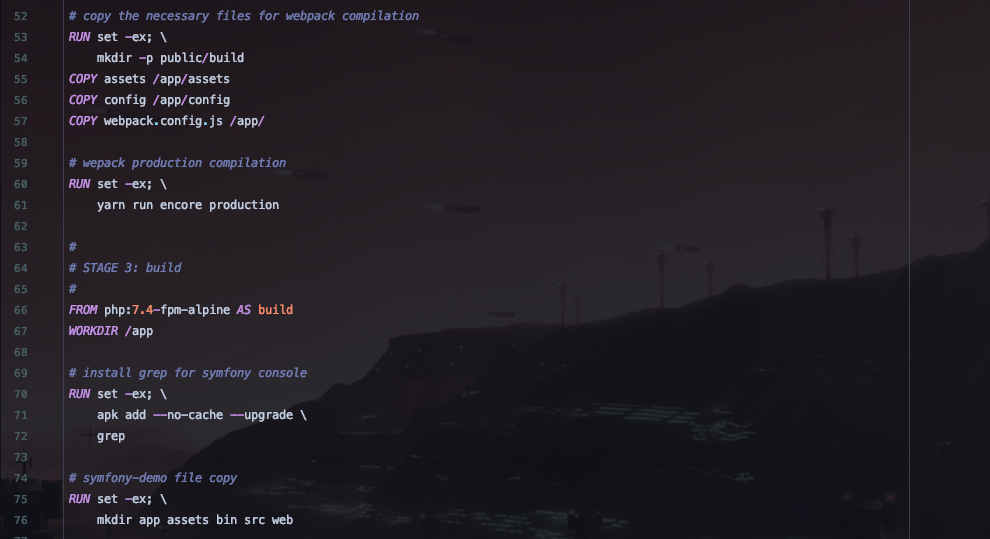 52 # copy the necessary files for webpack compilation
53 RUN set -ex; \
54     mkdir -p public/build
55 COPY assets /app/assets
56 COPY config /app/config
57 COPY webpack.config.js /app/
58
59 # wepack production compilation
60 RUN set -ex; \
61     yarn run encore production
62
63 #
64 # STAGE 3: build
65 #
66 FROM php:7.4-fpm-alpine AS build
67 WORKDIR /app
68
69 # install grep for symfony console
70 RUN set -ex; \
71     apk add --no-cache --upgrade \
72     grep
73
74 # symfony-demo file copy
75 RUN set -ex; \
76     mkdir app assets bin src web